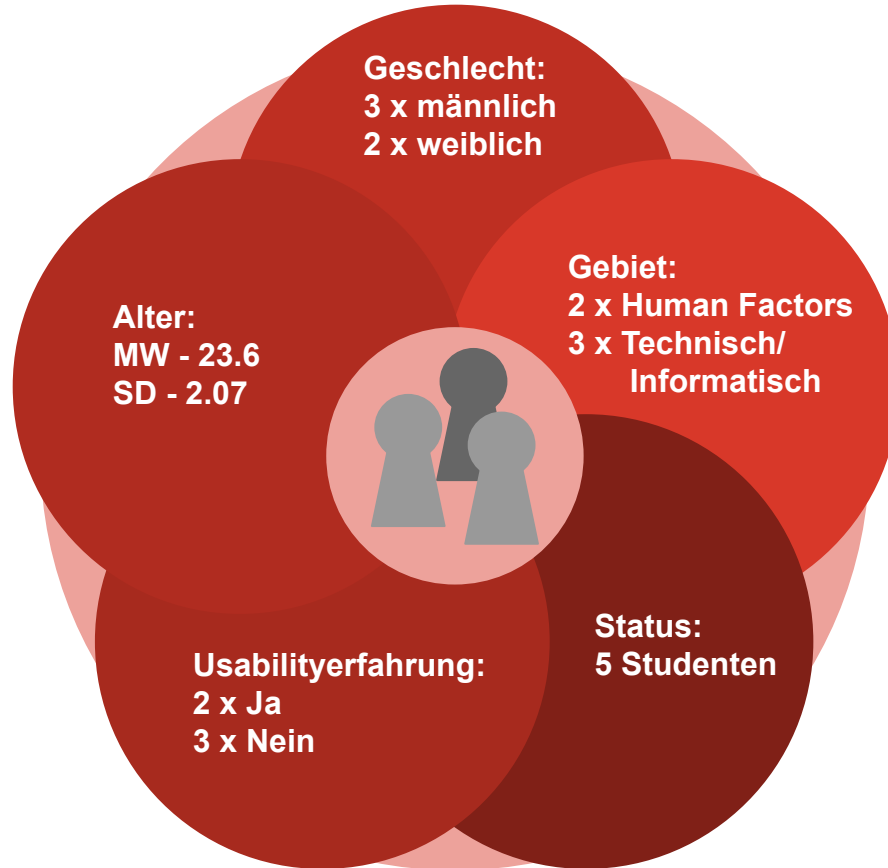 Geschlecht:
3 x männlich
2 x weiblich
Gebiet:
2 x Human Factors
3 x Technisch/
Informatisch
Alter:
MW - 23.6
SD - 2.07
Status:
5 Studenten
Usabilityerfahrung:
2 x Ja
3 x Nein